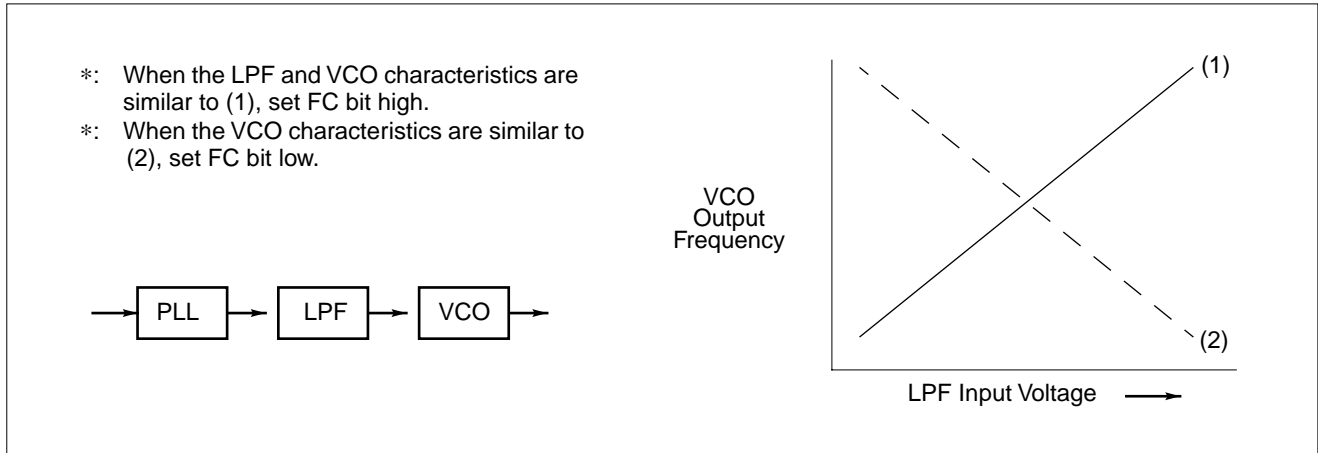 ∗: When the LPF and VCO characteristics are
similar to (1), set FC bit high.
∗: When the VCO characteristics are similar to
(2), set FC bit low.
PLL
LPF
VCO
VCO
Output
Frequency
(1)
(2)
LPF Input Voltage